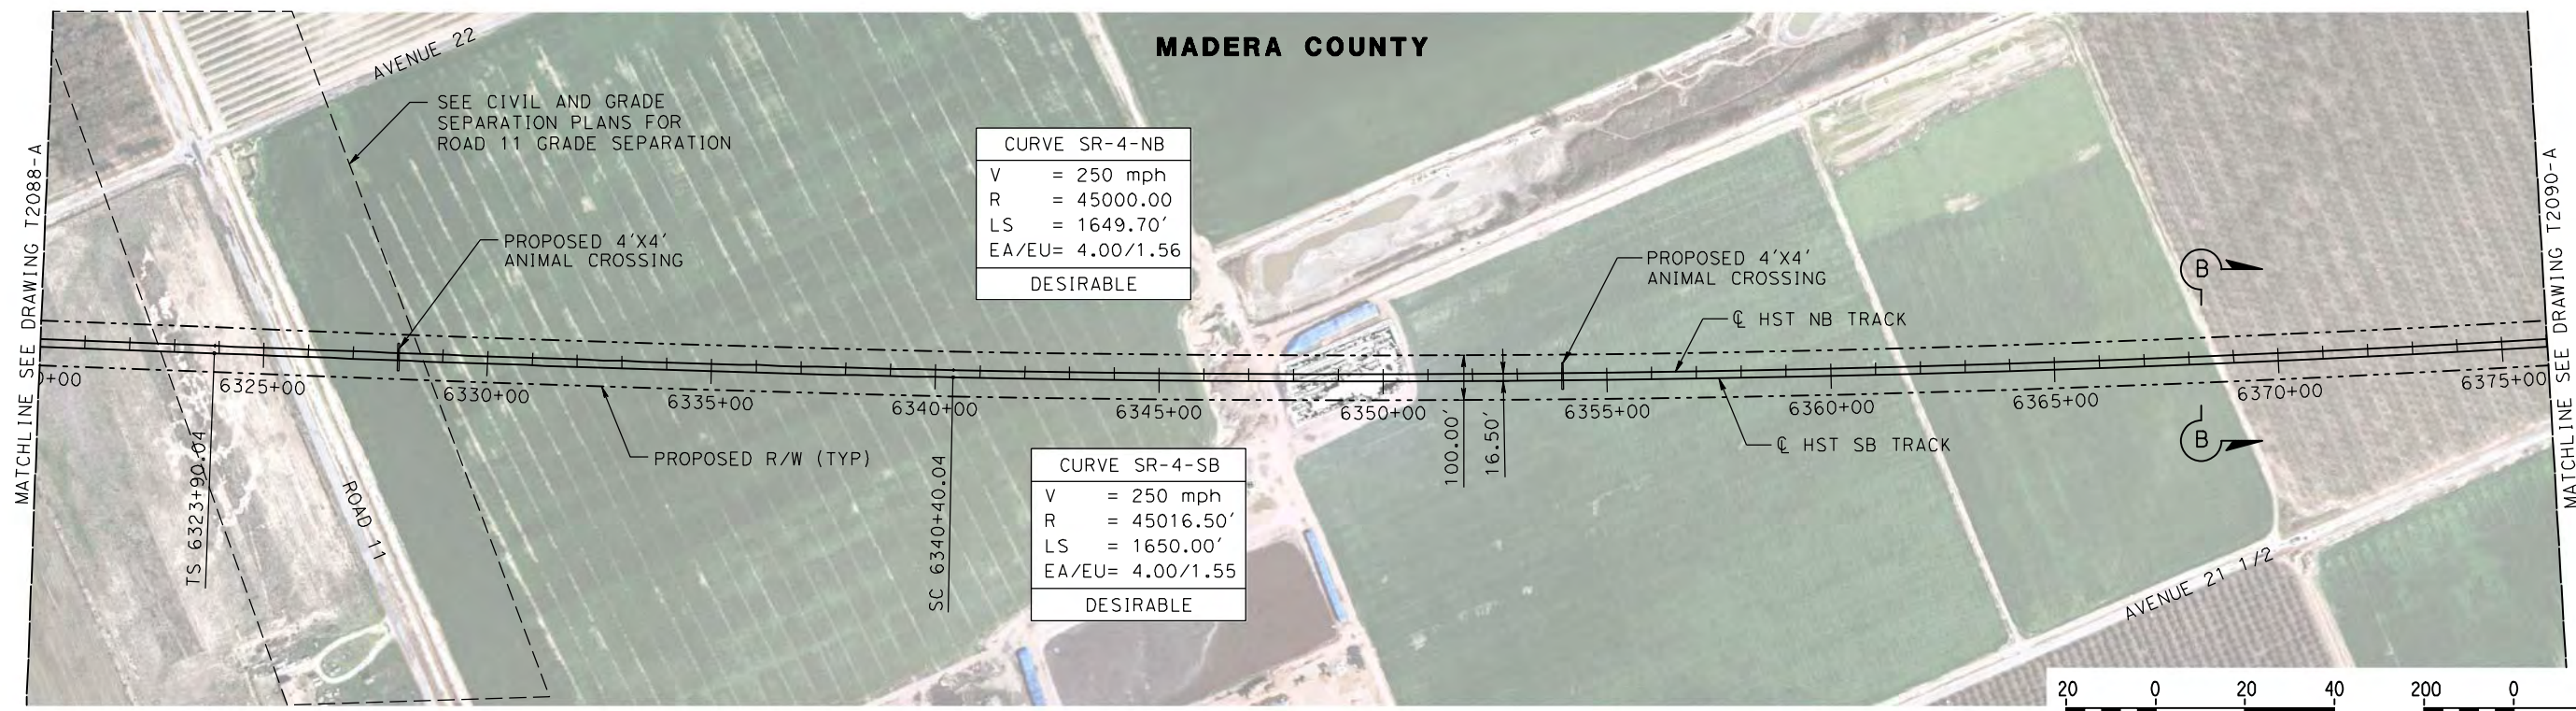 MADERA COUNTY
AVENUE 22
SEE CIVIL AND GRADE
SEPARATION PLANS FOR
ROAD 11 GRADE SEPARATION
CURVE SR-4-NB
V = 250 mph
R = 45000.00
LS = 1649.70'
EA/EU= 4.00/1.56
DESIRABLE
MATCHLINE SEE DRAWING T2088-A
MATCHLINE SEE DRAWING T2090-A
PROPOSED 4'X4'
ANIMAL CROSSING
PROPOSED 4'X4'
ANIMAL CROSSING
B
℄ HST NB TRACK
0+00
6325+00
6330+00
6335+00
6340+00
6345+00
6350+00
6355+00
6360+00
6365+00
6370+00
6375+00
100.00'
16.50'
℄ HST SB TRACK
B
PROPOSED R/W (TYP)
TS 6323+90.04
ROAD 11
SC 6340+40.04
CURVE SR-4-SB
V = 250 mph
R = 45016.50'
LS = 1650.00'
EA/EU= 4.00/1.55
DESIRABLE
AVENUE 21 1/2
20 0 20 40 200 0